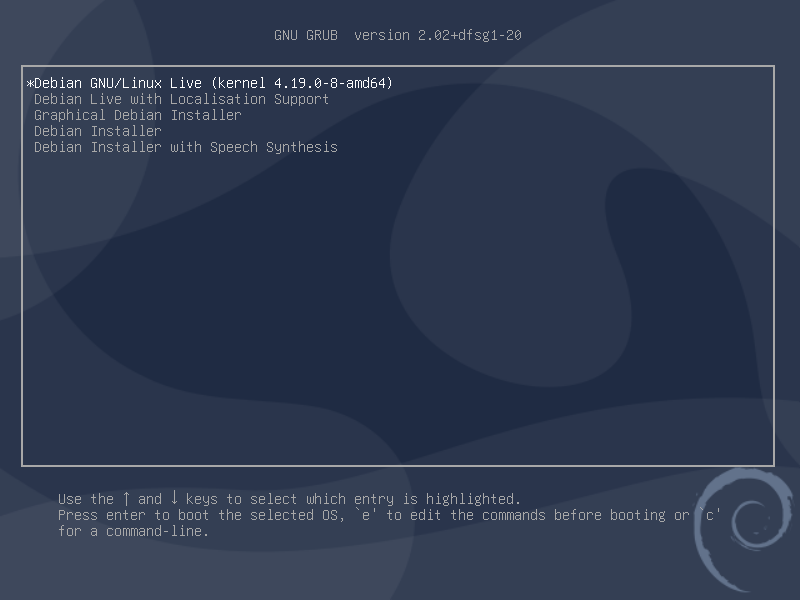 GNU GRUB version 2.02+dfsg1-20
*Debian GNU/Linux Live (kernel 4.19.0-8-amd64)
Debian Live with Localisation Support
Graphical Debian Installer
Debian Installer
Debian Installer with Speech Synthesis
Use the ↑ and ↓ keys to select which entry is highlighted.
Press enter to boot the selected OS, `e' to edit the commands before booting or `c'
for a command-line.